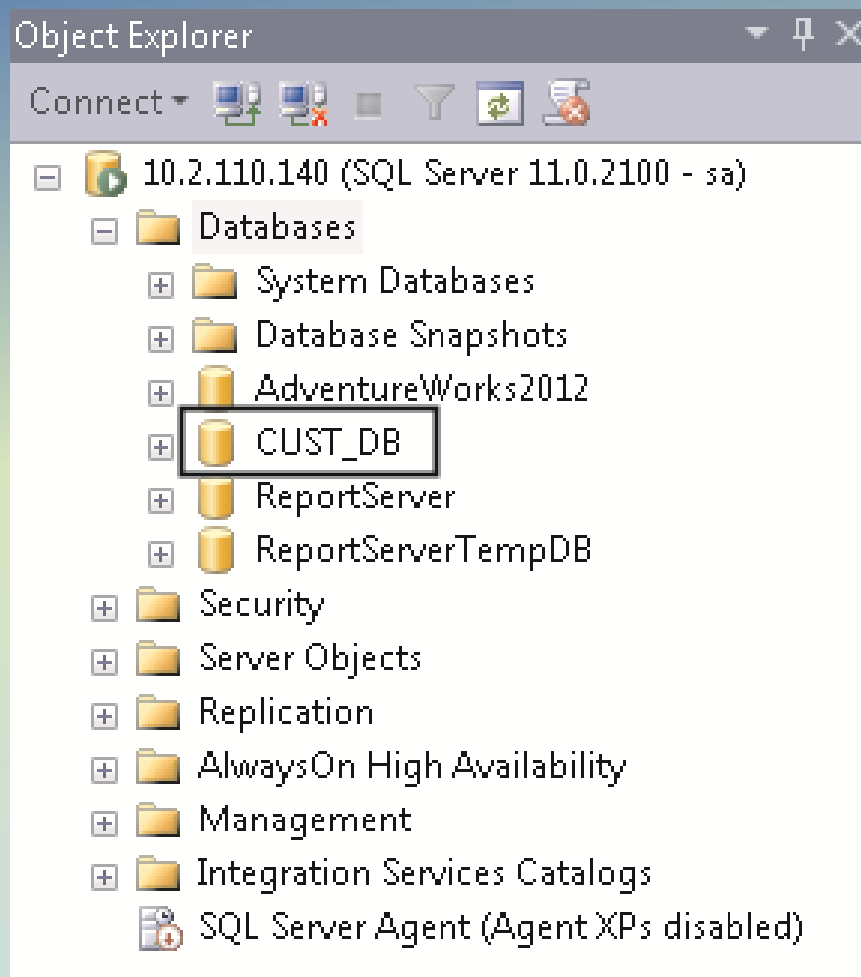 Object Explorer
Connect
10.2.110.140 (SQL Server 11.0.2100 - sa)
Databases
System Databases
Database Snapshots
AdventureWorks2012
CUST_DB
ReportServer
ReportServerTempDB
Security
Server Objects
Replication
AlwaysOn High Availability
Management
Integration Services Catalogs
SQL Server Agent (Agent XPs disabled)